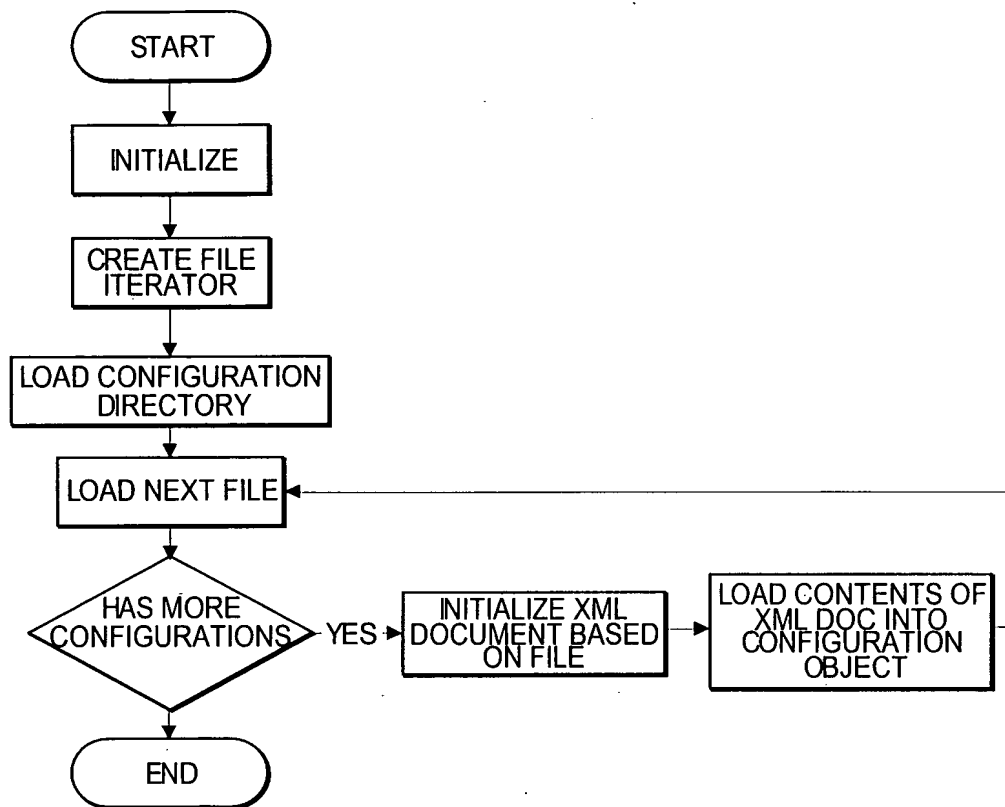 START
INITIALIZE
CREATE FILE
ITERATOR
LOAD CONFIGURATION
DIRECTORY
LOAD NEXT FILE
HAS MORE
CONFIGURATIONS
YES
INITIALIZE XML
DOCUMENT BASED
ON FILE
LOAD CONTENTS OF
XML DOC INTO
CONFIGURATION
OBJECT
END